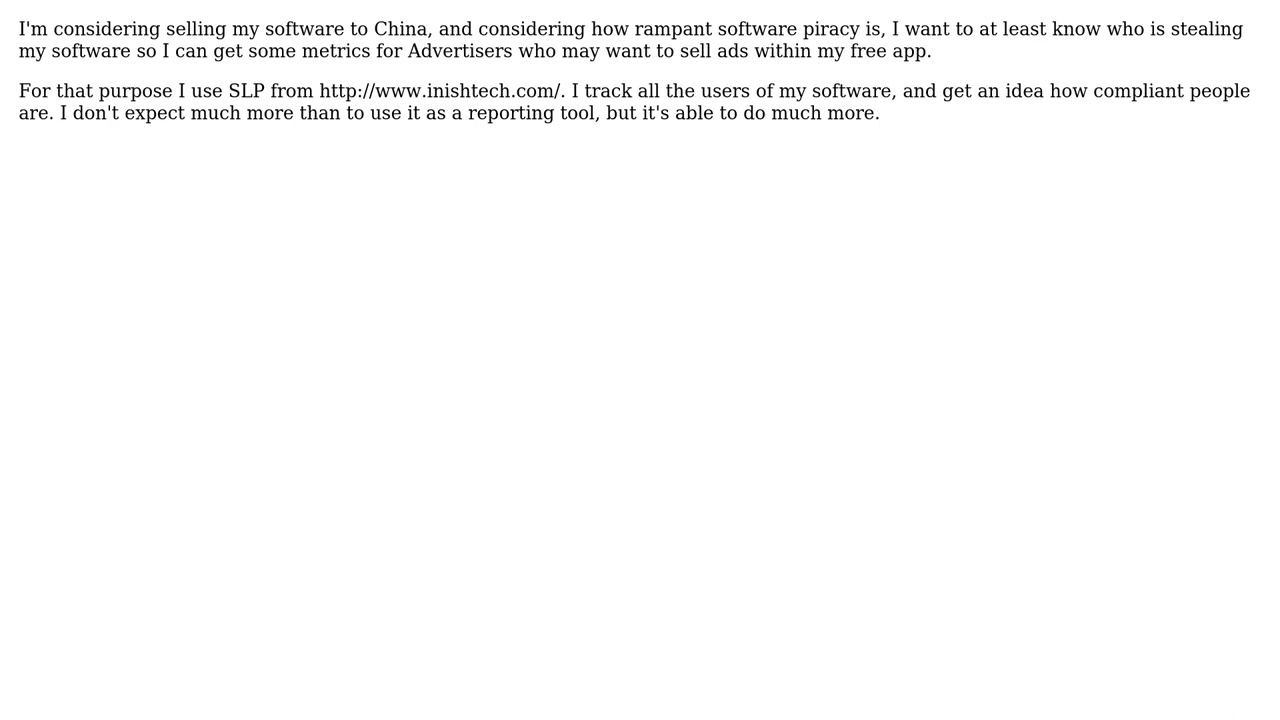 I'm considering selling my software to China, and considering how rampant software piracy is, I want to at least know who is stealing
my software so I can get some metrics for Advertisers who may want to sell ads within my free app.
For that purpose I use SLP from http://www.inishtech.com/. I track all the users of my software, and get an idea how compliant people
are. I don't expect much more than to use it as a reporting tool, but it's able to do much more.